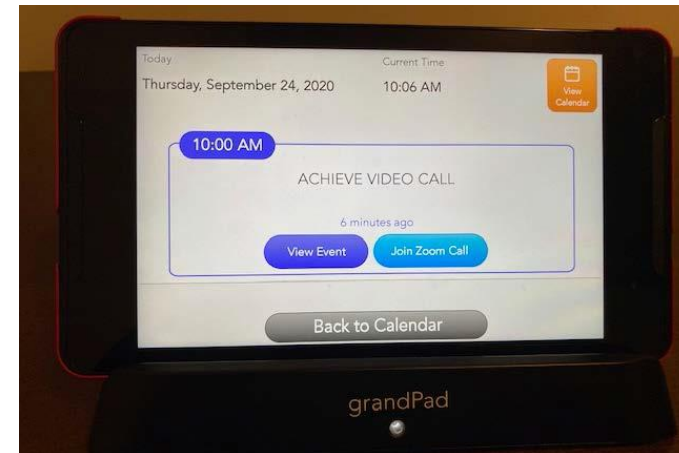 Today
Current Time
Thursday, September 24, 2020
10:06 AM
View
Calendar
10:00 AM
ACHIEVE VIDEO CALL
6 minutes ago
View Event
Join Zoom Call
Back to Calendar
grandPad